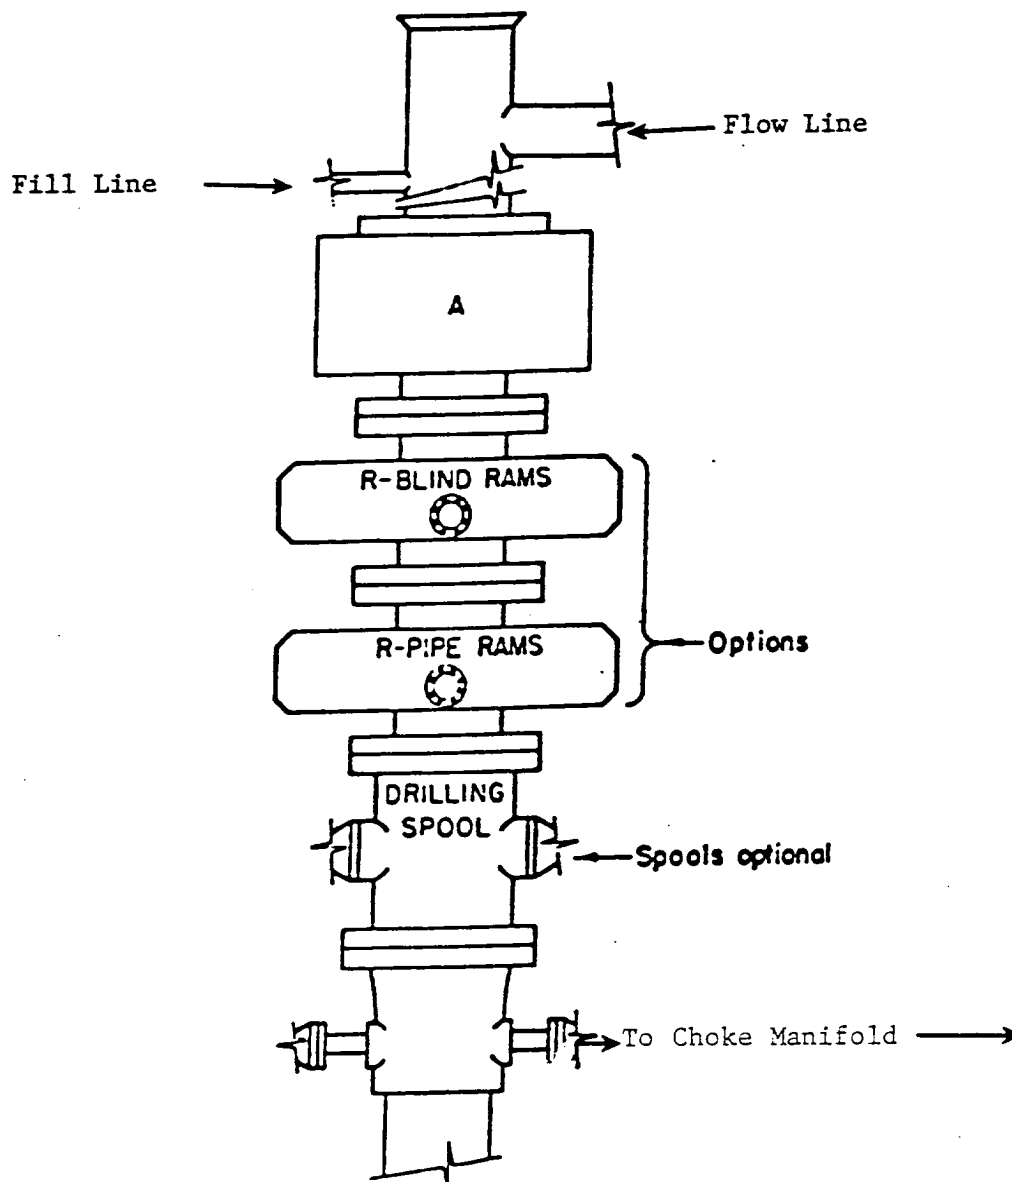 Flow Line
Fill Line
A
R-BLIND RAMS
R-PIPE RAMS
Options
DRILLING
SPOOL
Spools optional
To Choke Manifold